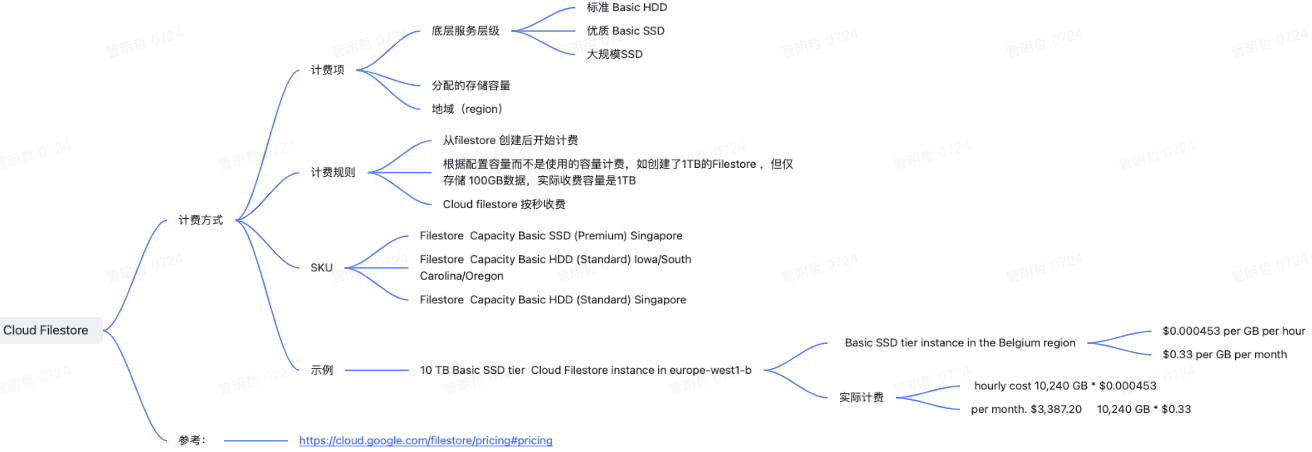 Cloud Filestore
计费方式
计费项
底层服务层级
标准 Basic HDD
优质 Basic SSD
大规模SSD
分配的存储容量
地域（region）
计费规则
从filestore 创建后开始计费
根据配置容量而不是使用的容量计费，如创建了1TB的Filestore ，但仅
存储 100GB数据，实际收费容量是1TB
Cloud filestore 按秒收费
SKU
Filestore Capacity Basic SSD (Premium) Singapore
Filestore Capacity Basic HDD (Standard) Iowa/South
Carolina/Oregon
Filestore Capacity Basic HDD (Standard) Singapore
示例
10 TB Basic SSD tier Cloud Filestore instance in europe-west1-b
Basic SSD tier instance in the Belgium region
$0.000453 per GB per hour
$0.33 per GB per month
实际计费
hourly cost 10,240 GB * $0.000453
per month. $3,387.20 10,240 GB * $0.33
参考：
https://cloud.google.com/filestore/pricing#pricing
管明哲 0724